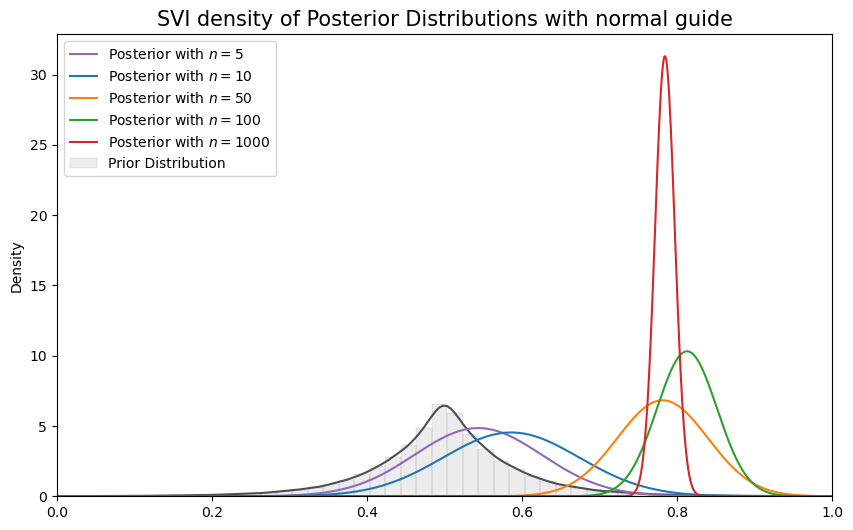 SVI density of Posterior Distributions with normal guide
Posterior with n = 5
Posterior with n = 10
Posterior with n = 50
Posterior with n = 100
Posterior with n = 1000
Prior Distribution
Density
30
25
20
15
10
5
0
0.0 0.2 0.4 0.6 0.8 1.0